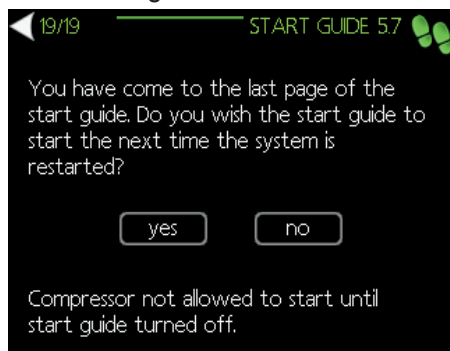 19/19 START GUIDE 5.7
You have come to the last page of the
start guide. Do you wish the start guide to
start the next time the system is
restarted?
yes no
Compressor not allowed to start until
start guide turned off.